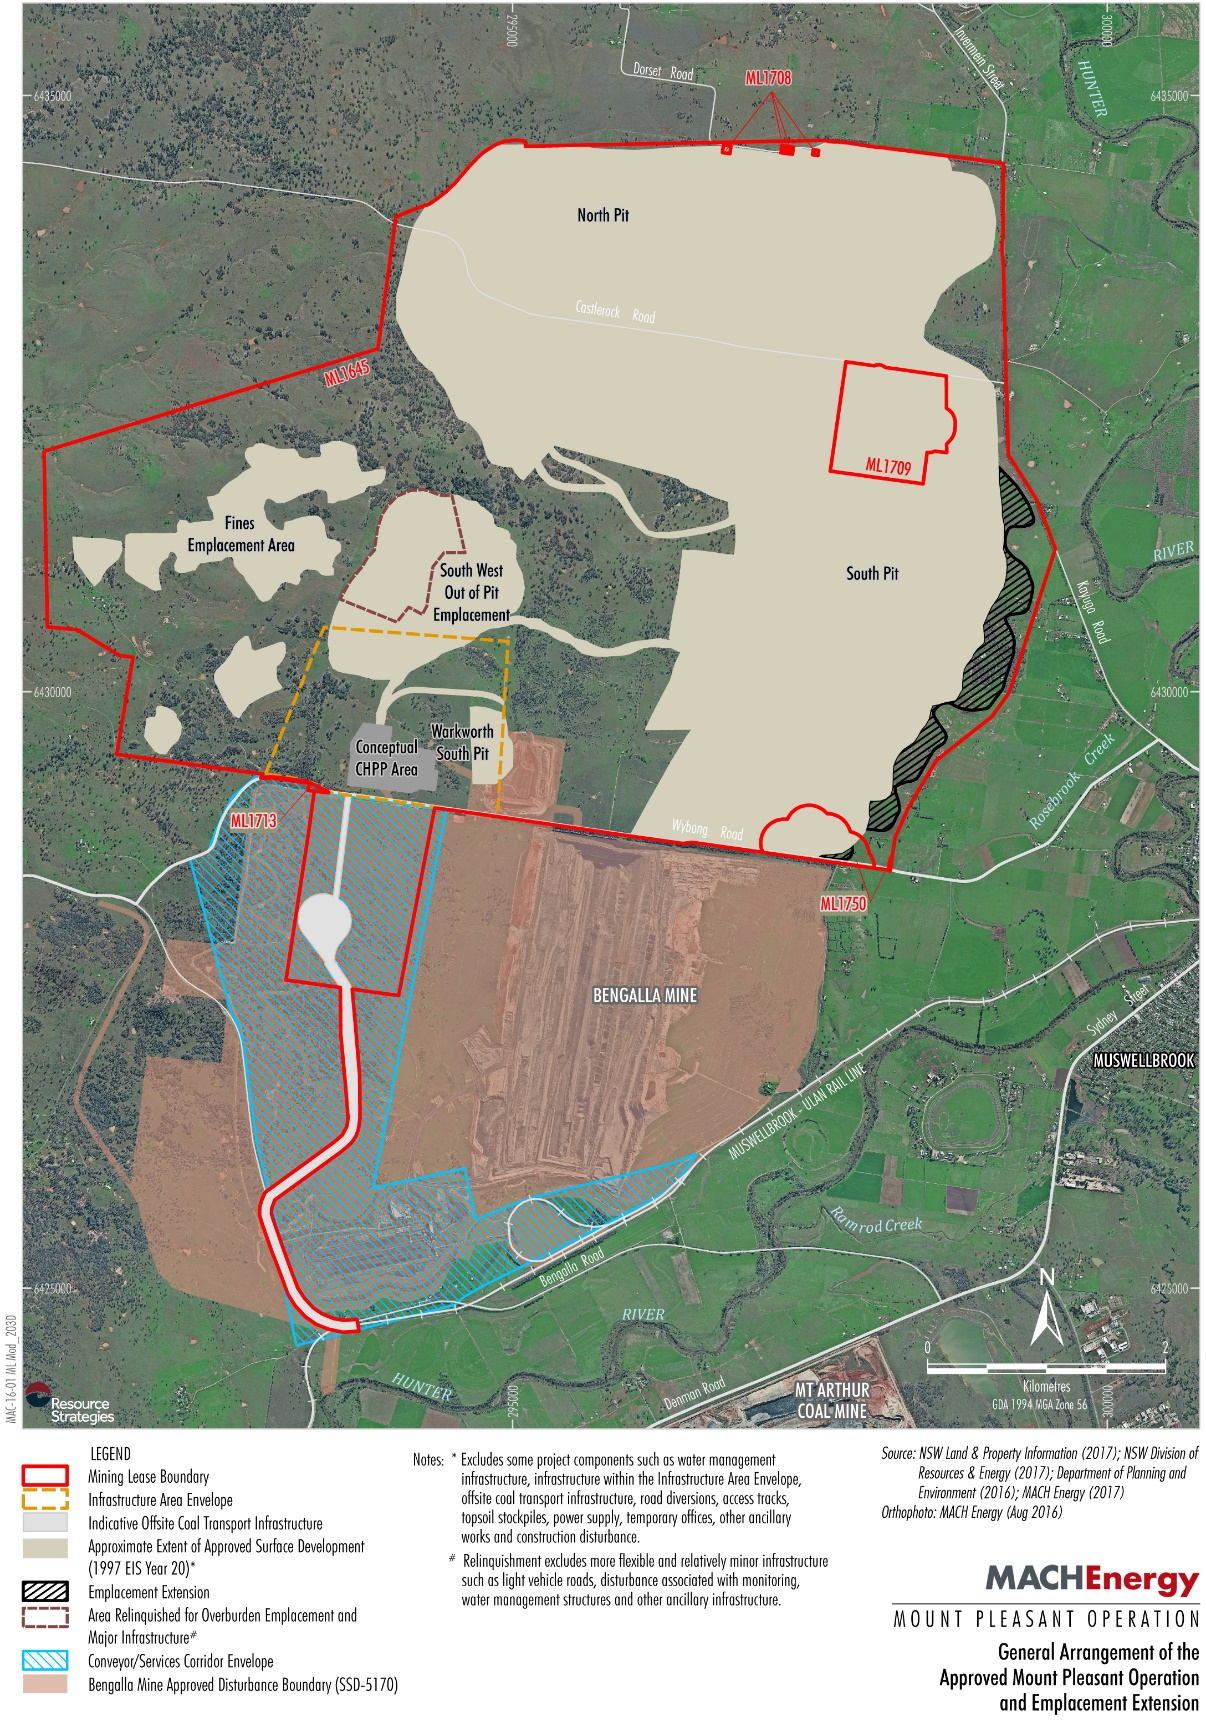 295000
300000
Dorset Road
ML1708
Invermein Street
HUNTER
6435000
6435000
North Pit
Castlerock Road
ML1645
ML1709
Fines
Emplacement Area
South West
Out of Pit
Emplacement
South Pit
RIVER
Kayuga Road
6430000
6430000
Warkworth
South Pit
Conceptual
CHPP Area
Rosebrook Creek
ML1713
Wybong Road
ML1750
BENGALLA MINE
Sydney Street
MUSWELLBROOK
MUSWELLBROOK - ULAN RAIL LINE
Ramrod Creek
Bengalla Road
6425000
6425000
N
RIVER
0 2
Kilometres
GDA 1994 MGA Zone 56
HUNTER
Denman Road
MT ARTHUR
COAL MINE
295000
300000
MAC-16-01 ML Mod_203D
Resource
Strategies
LEGEND
Mining Lease Boundary
Infrastructure Area Envelope
Indicative Offsite Coal Transport Infrastructure
Approximate Extent of Approved Surface Development
(1997 EIS Year 20)*
Emplacement Extension
Area Relinquished for Overburden Emplacement and
Major Infrastructure#
Conveyor/Services Corridor Envelope
Bengalla Mine Approved Disturbance Boundary (SSD-5170)
Notes: * Excludes some project components such as water management
infrastructure, infrastructure within the Infrastructure Area Envelope,
offsite coal transport infrastructure, road diversions, access tracks,
topsoil stockpiles, power supply, temporary offices, other ancillary
works and construction disturbance.
# Relinquishment excludes more flexible and relatively minor infrastructure
such as light vehicle roads, disturbance associated with monitoring,
water management structures and other ancillary infrastructure.
Source: NSW Land & Property Information (2017); NSW Division of
Resources & Energy (2017); Department of Planning and
Environment (2016); MACH Energy (2017)
Orthophoto: MACH Energy (Aug 2016)
MACHEnergy
MOUNT PLEASANT OPERATION
General Arrangement of the
Approved Mount Pleasant Operation
and Emplacement Extension